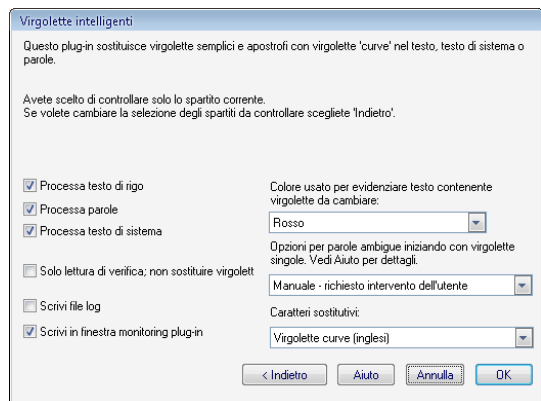 Virgolette intelligenti
Questo plug-in sostituisce virgolette semplici e apostrofi con virgolette 'curve' nel testo, testo di sistema o
parole.
Avete scelto di controllare solo lo spartito corrente.
Se volete cambiare la selezione degli spartiti da controllare scegliete 'Indietro'.
Processa testo di rigo
Processa parole
Processa testo di sistema
Solo lettura di verifica; non sostituire virgolett
Scrivi file log
Scrivi in finestra monitoring plug-in
Colore usato per evidenziare testo contenente
virgolette da cambiare:
Rosso
Opzioni per parole ambigue iniziando con virgolette
singole. Vedi Aiuto per dettagli.
Manuale - richiesto intervento dell'utente
Caratteri sostitutivi:
Virgolette curve (inglesi)
< Indietro
Aiuto
Annulla
OK